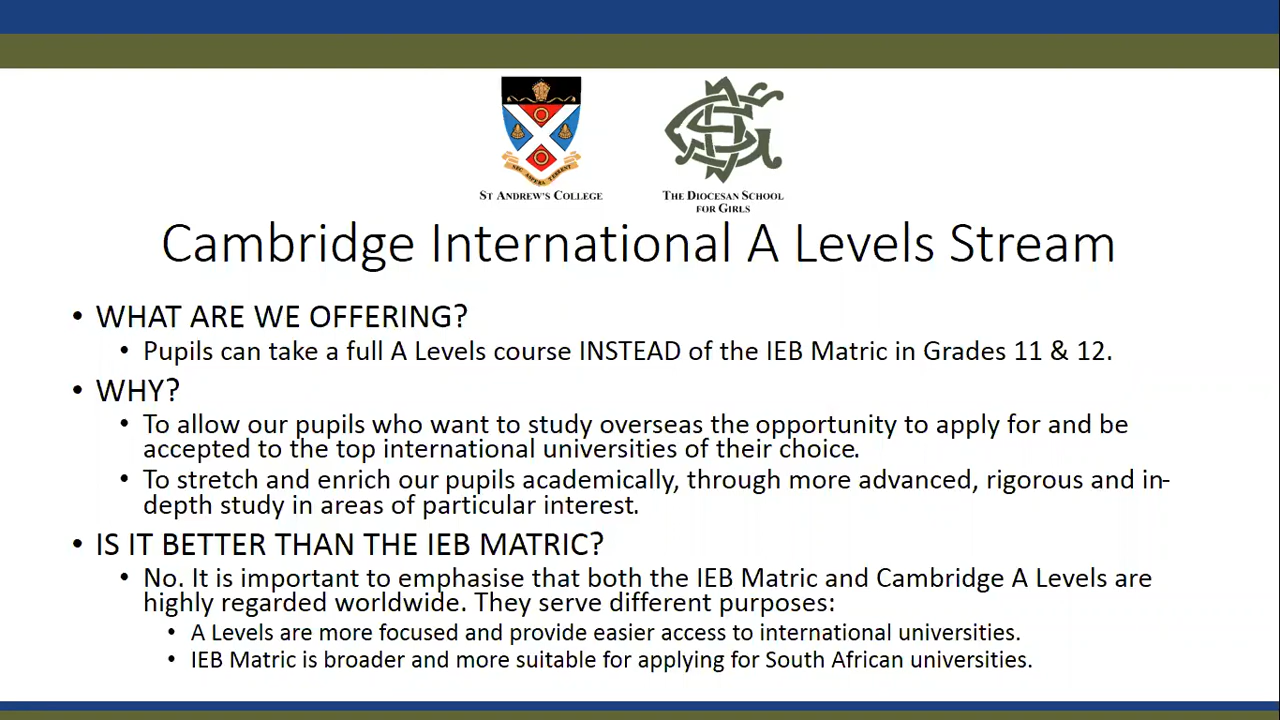 NEC ASPERA TERRENT
ST ANDREW'S COLLEGE
THE DIOCESAN SCHOOL
FOR GIRLS
Cambridge International A Levels Stream
• WHAT ARE WE OFFERING?
• Pupils can take a full A Levels course INSTEAD of the IEB Matric in Grades 11 & 12.
• WHY?
• To allow our pupils who want to study overseas the opportunity to apply for and be
accepted to the top international universities of their choice.
• To stretch and enrich our pupils academically, through more advanced, rigorous and in-
depth study in areas of particular interest.
• IS IT BETTER THAN THE IEB MATRIC?
• No. It is important to emphasise that both the IEB Matric and Cambridge A Levels are
highly regarded worldwide. They serve different purposes:
• A Levels are more focused and provide easier access to international universities.
• IEB Matric is broader and more suitable for applying for South African universities.